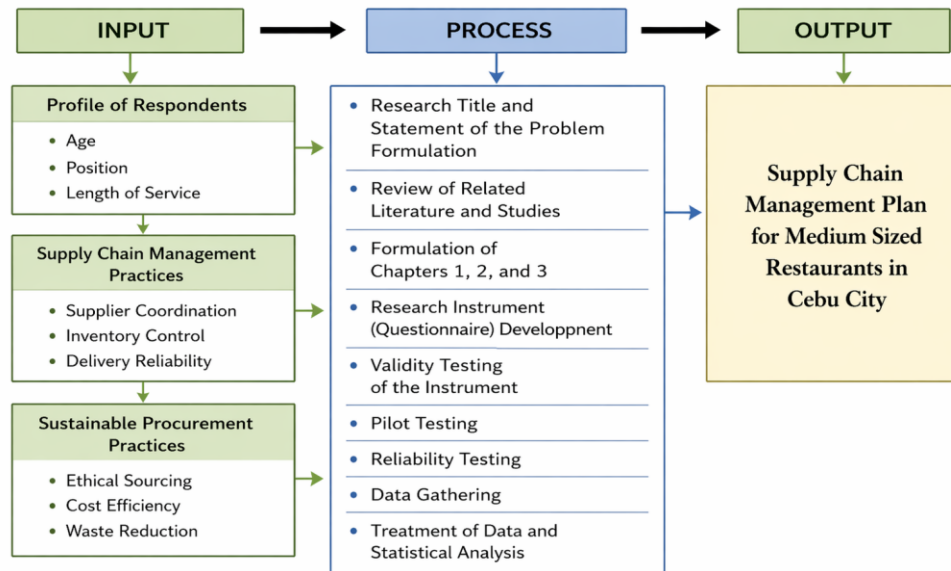 INPUT
PROCESS
OUTPUT
Profile of Respondents
• Age
• Position
• Length of Service
Supply Chain Management
Practices
• Supplier Coordination
• Inventory Control
• Delivery Reliability
Sustainable Procurement
Practices
• Ethical Sourcing
• Cost Efficiency
• Waste Reduction
• Research Title and
Statement of the Problem
Formulation
• Review of Related
Literature and Studies
• Formulation of
Chapters 1, 2, and 3
• Research Instrument
(Questionnaire) Developpnent
• Validity Testing
of the Instrument
• Pilot Testing
• Reliability Testing
• Data Gathering
• Treatment of Data and
Statistical Analysis
Supply Chain
Management Plan
for Medium Sized
Restaurants in
Cebu City